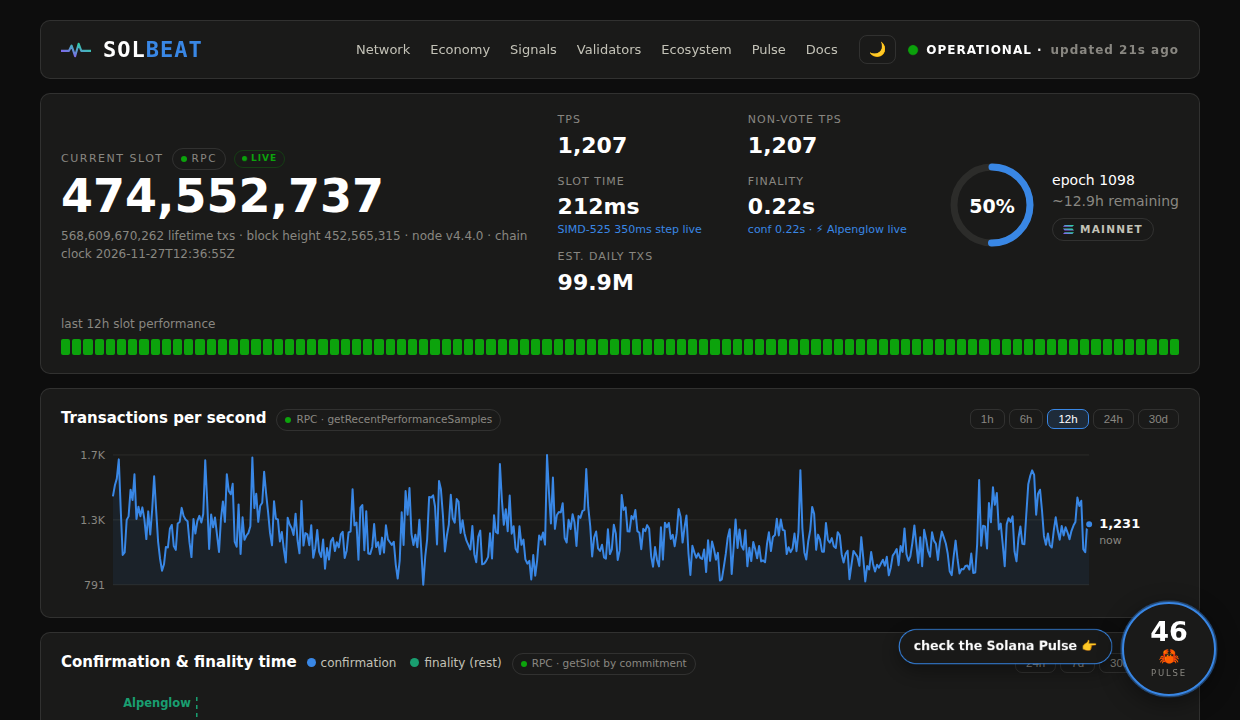 SOLBEAT
Network Economy Signals Validators Ecosystem Pulse Docs
OPERATIONAL · updated 21s ago
CURRENT SLOT RPC LIVE
474,552,737
568,609,670,262 lifetime txs · block height 452,565,315 · node v4.4.0 · chain
clock 2026-11-27T12:36:55Z
TPS
1,207
NON-VOTE TPS
1,207
SLOT TIME
212ms
SIMD-525 350ms step live
FINALITY
0.22s
conf 0.22s · ⚡ Alpenglow live
EST. DAILY TXS
99.9M
50%
epoch 1098
~12.9h remaining
MAINNET
last 12h slot performance
Transactions per second RPC · getRecentPerformanceSamples
1h 6h 12h 24h 30d
1.7K
1.3K
791
1,231
now
Confirmation & finality time confirmation finality (rest) RPC · getSlot by commitment
Alpenglow
check the Solana Pulse 👉
46
🦀
PULSE